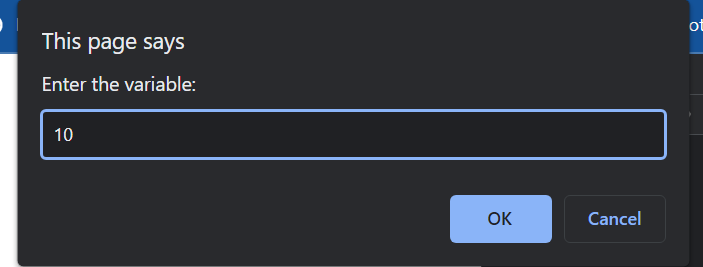 This page says
Enter the variable:
10
OK
Cancel